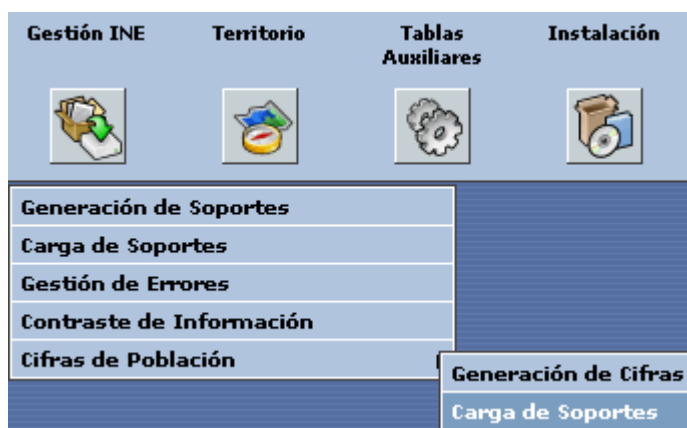 Gestión INE
Territorio
Tablas
Auxiliares
Instalación
Generación de Soportes
Carga de Soportes
Gestión de Errores
Contraste de Información
Cifras de Población
Generación de Cifras
Carga de Soportes